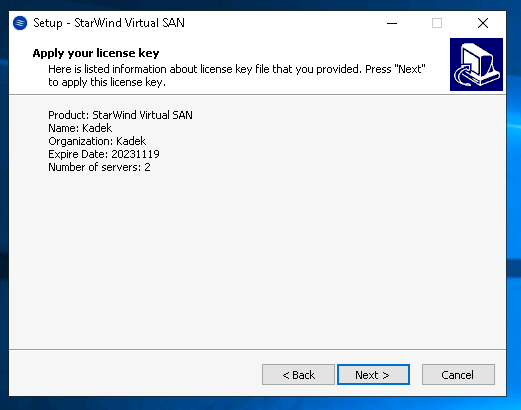 Setup - StarWind Virtual SAN
Apply your license key
Here is listed information about license key file that you provided. Press "Next"
to apply this license key.
Product: StarWind Virtual SAN
Name: Kadek
Organization: Kadek
Expire Date: 20231119
Number of servers: 2
< Back
Next >
Cancel